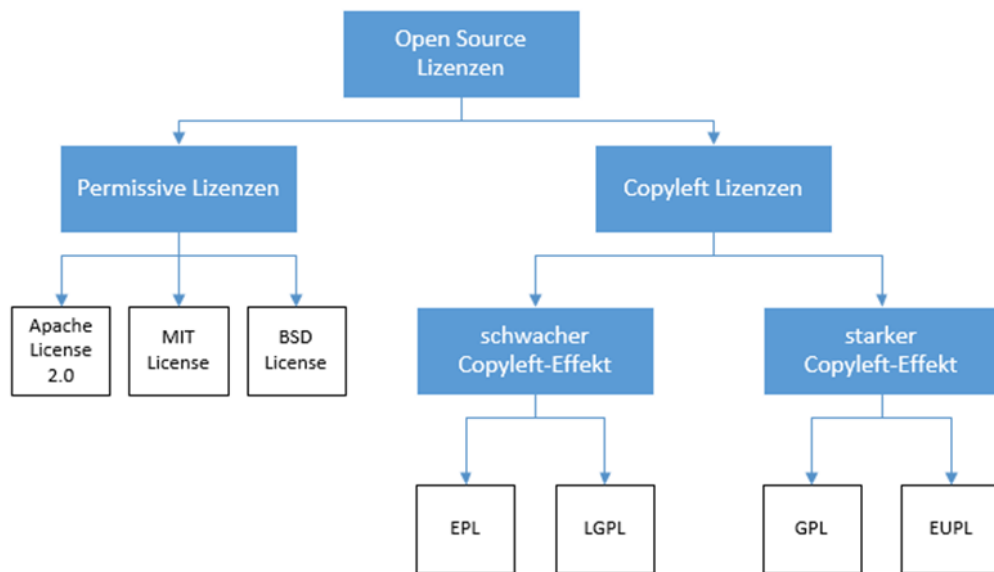 Open Source
Lizenzen
Permissive Lizenzen
Copyleft Lizenzen
Apache
License
2.0
MIT
License
BSD
License
schwacher
Copyleft-Effekt
starker
Copyleft-Effekt
EPL
LGPL
GPL
EUPL